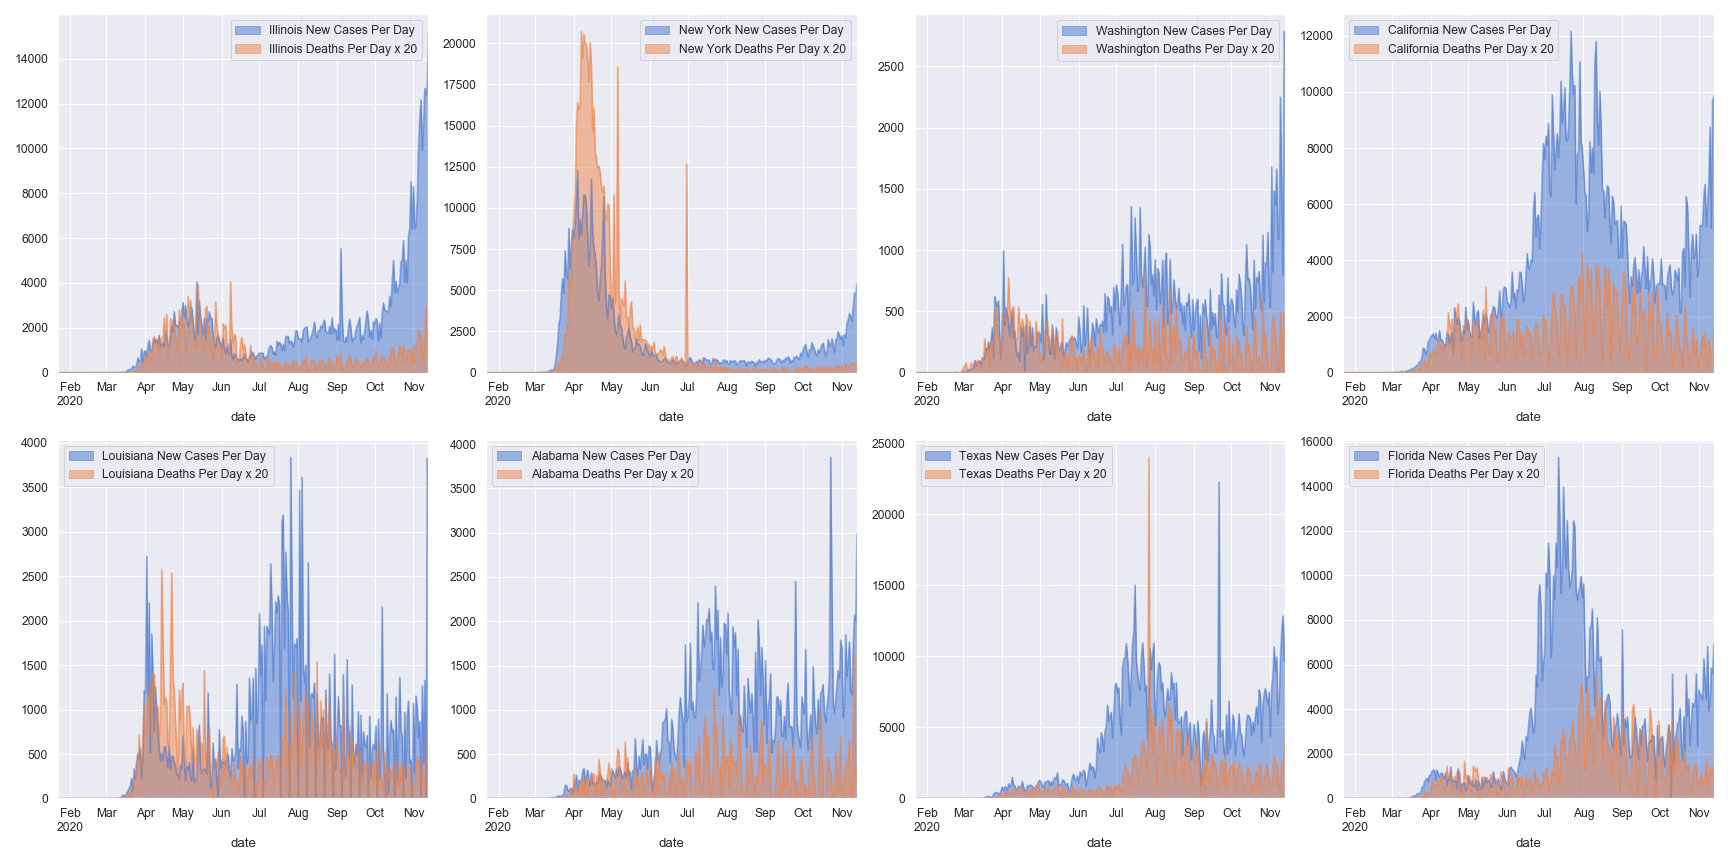 Illinois New Cases Per Day
Illinois Deaths Per Day x 20
14000
12000
10000
8000
6000
4000
2000
0
Feb Mar Apr May Jun Jul Aug Sep Oct Nov
2020
date
New York New Cases Per Day
New York Deaths Per Day x 20
20000
17500
15000
12500
10000
7500
5000
2500
0
Feb Mar Apr May Jun Jul Aug Sep Oct Nov
2020
date
Washington New Cases Per Day
Washington Deaths Per Day x 20
2500
2000
1500
1000
500
0
Feb Mar Apr May Jun Jul Aug Sep Oct Nov
2020
date
California New Cases Per Day
California Deaths Per Day x 20
12000
10000
8000
6000
4000
2000
0
Feb Mar Apr May Jun Jul Aug Sep Oct Nov
2020
date
Louisiana New Cases Per Day
Louisiana Deaths Per Day x 20
4000
3500
3000
2500
2000
1500
1000
500
0
Feb Mar Apr May Jun Jul Aug Sep Oct Nov
2020
date
Alabama New Cases Per Day
Alabama Deaths Per Day x 20
4000
3500
3000
2500
2000
1500
1000
500
0
Feb Mar Apr May Jun Jul Aug Sep Oct Nov
2020
date
Texas New Cases Per Day
Texas Deaths Per Day x 20
25000
20000
15000
10000
5000
0
Feb Mar Apr May Jun Jul Aug Sep Oct Nov
2020
date
Florida New Cases Per Day
Florida Deaths Per Day x 20
16000
14000
12000
10000
8000
6000
4000
2000
0
Feb Mar Apr May Jun Jul Aug Sep Oct Nov
2020
date